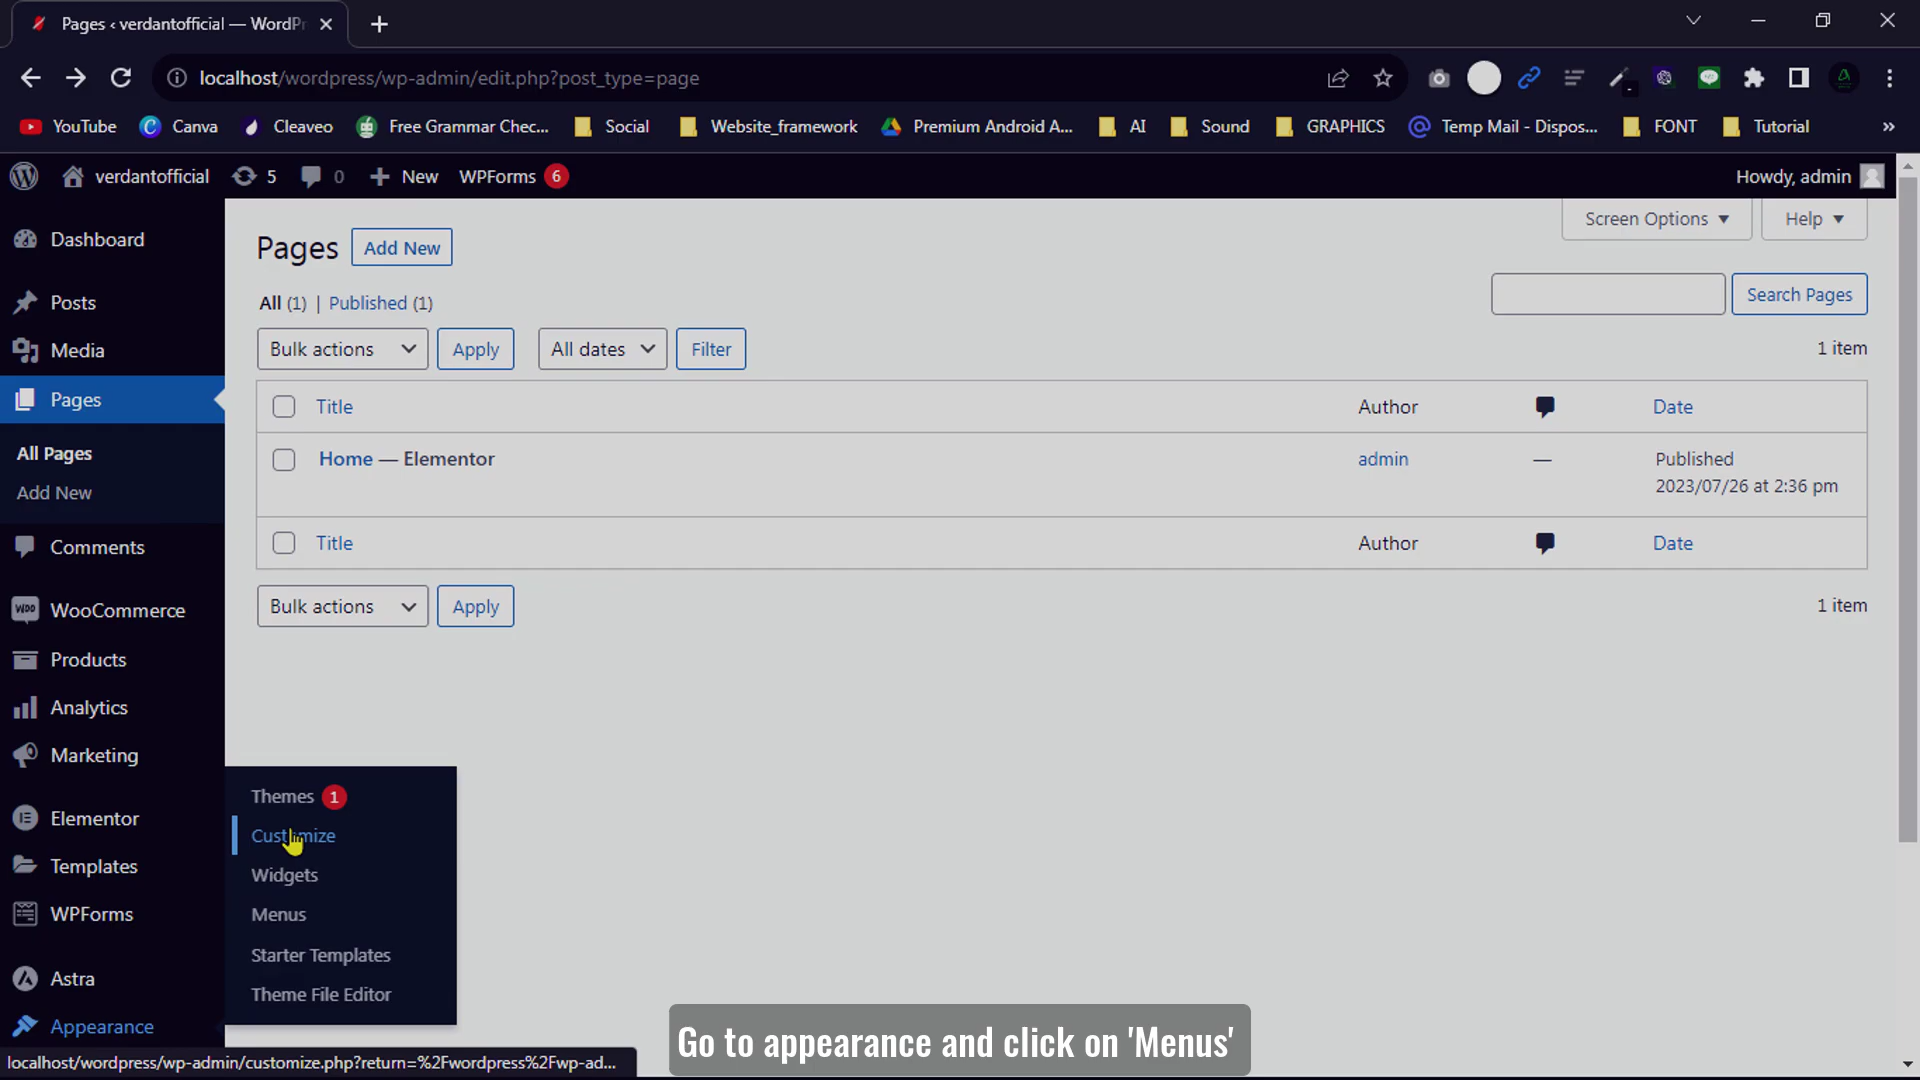 Pages ‹ verdantofficial — WordPr
localhost/wordpress/wp-admin/edit.php?post_type=page
YouTube Canva Cleaveo Free Grammar Chec... Social Website_framework Premium Android A... AI Sound GRAPHICS Temp Mail - Dispos... FONT Tutorial »
verdantofficial 5 0 + New WPForms 6 Howdy, admin
Dashboard
Posts
Media
Pages
All Pages
Add New
Comments
WooCommerce
Products
Analytics
Marketing
Elementor
Templates
WPForms
Astra
Appearance
Screen Options Help
Pages Add New
Search Pages
All (1) | Published (1)
Bulk actions Apply All dates Filter 1 item
Title Author Date
Home — Elementor admin — Published
2023/07/26 at 2:36 pm
Title Author Date
Bulk actions Apply 1 item
Themes 1
Customize
Widgets
Menus
Starter Templates
Theme File Editor
Go to appearance and click on 'Menus'
localhost/wordpress/wp-admin/customize.php?return=%2Fwordpress%2Fwp-ad...